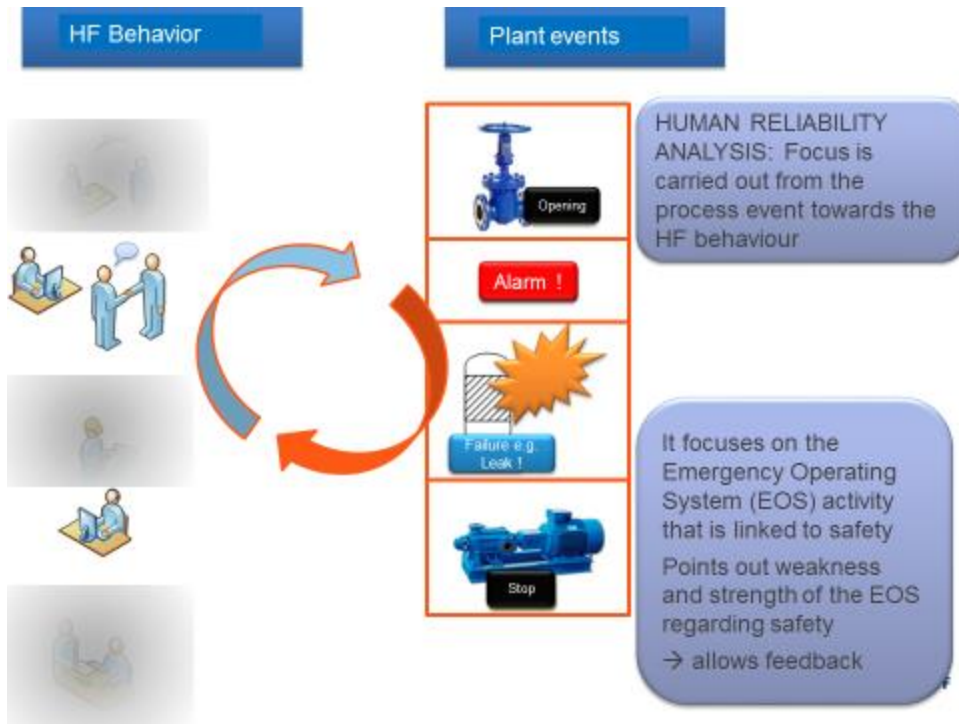 HF Behavior
Plant events
Opening
Alarm !
Failure e.g.
Leak !
Stop
HUMAN RELIABILITY
ANALYSIS: Focus is
carried out from the
process event towards the
HF behaviour
It focuses on the
Emergency Operating
System (EOS) activity
that is linked to safety
Points out weakness
and strength of the EOS
regarding safety
→ allows feedback
F